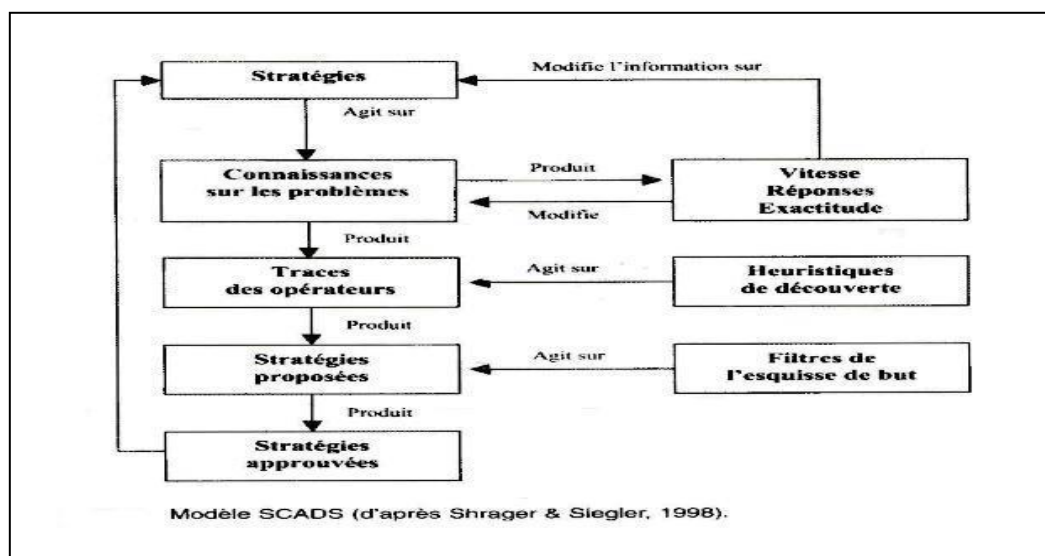 Stratégies
Modifie l'information sur
Agit sur
Connaissances
sur les problèmes
Produit
Modifie
Vitesse
Réponses
Exactitude
Produit
Traces
des opérateurs
Agit sur
Heuristiques
de découverte
Produit
Stratégies
proposées
Agit sur
Filtres de
l'esquisse de but
Produit
Stratégies
approuvées
Modèle SCADS (d'après Shrager & Siegler, 1998).